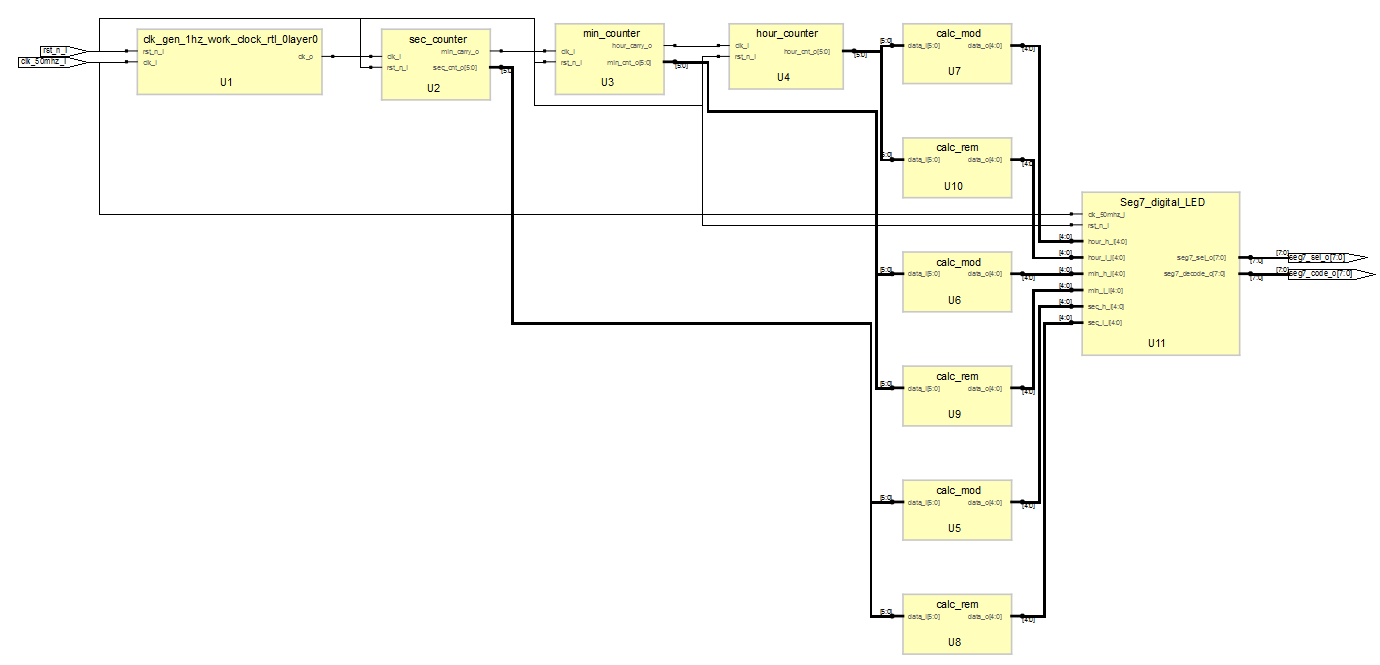 rst_n_i
clk_50mhz_i
clk_gen_1hz_work_clock_rtl_0layer0
rst_n_i
clk_i
clk_o
U1
sec_counter
clk_i
rst_n_i
min_carry_o
sec_cnt_o[5:0]
[5:0]
U2
min_counter
clk_i
rst_n_i
hour_carry_o
min_cnt_o[5:0]
[5:0]
U3
hour_counter
clk_i
rst_n_i
hour_cnt_o[5:0]
[5:0]
U4
calc_mod
[5:0]
data_i[5:0]
data_o[4:0]
[4:0]
U7
calc_rem
[5:0]
data_i[5:0]
data_o[4:0]
[4:0]
U10
calc_mod
[5:0]
data_i[5:0]
data_o[4:0]
[4:0]
U6
calc_rem
[5:0]
data_i[5:0]
data_o[4:0]
[4:0]
U9
calc_mod
[5:0]
data_i[5:0]
data_o[4:0]
[4:0]
U5
calc_rem
[5:0]
data_i[5:0]
data_o[4:0]
[4:0]
U8
Seg7_digital_LED
clk_50mhz_i
rst_n_i
[4:0]
hour_h_i[4:0]
[4:0]
hour_l_i[4:0]
[4:0]
min_h_i[4:0]
[4:0]
min_l_i[4:0]
[4:0]
sec_h_i[4:0]
[4:0]
sec_l_i[4:0]
seg7_sel_o[7:0]
seg7_decode_o[7:0]
U11
[7:0]
[7:0]
seg7_sel_o[7:0]
[7:0]
[7:0]
seg7_code_o[7:0]